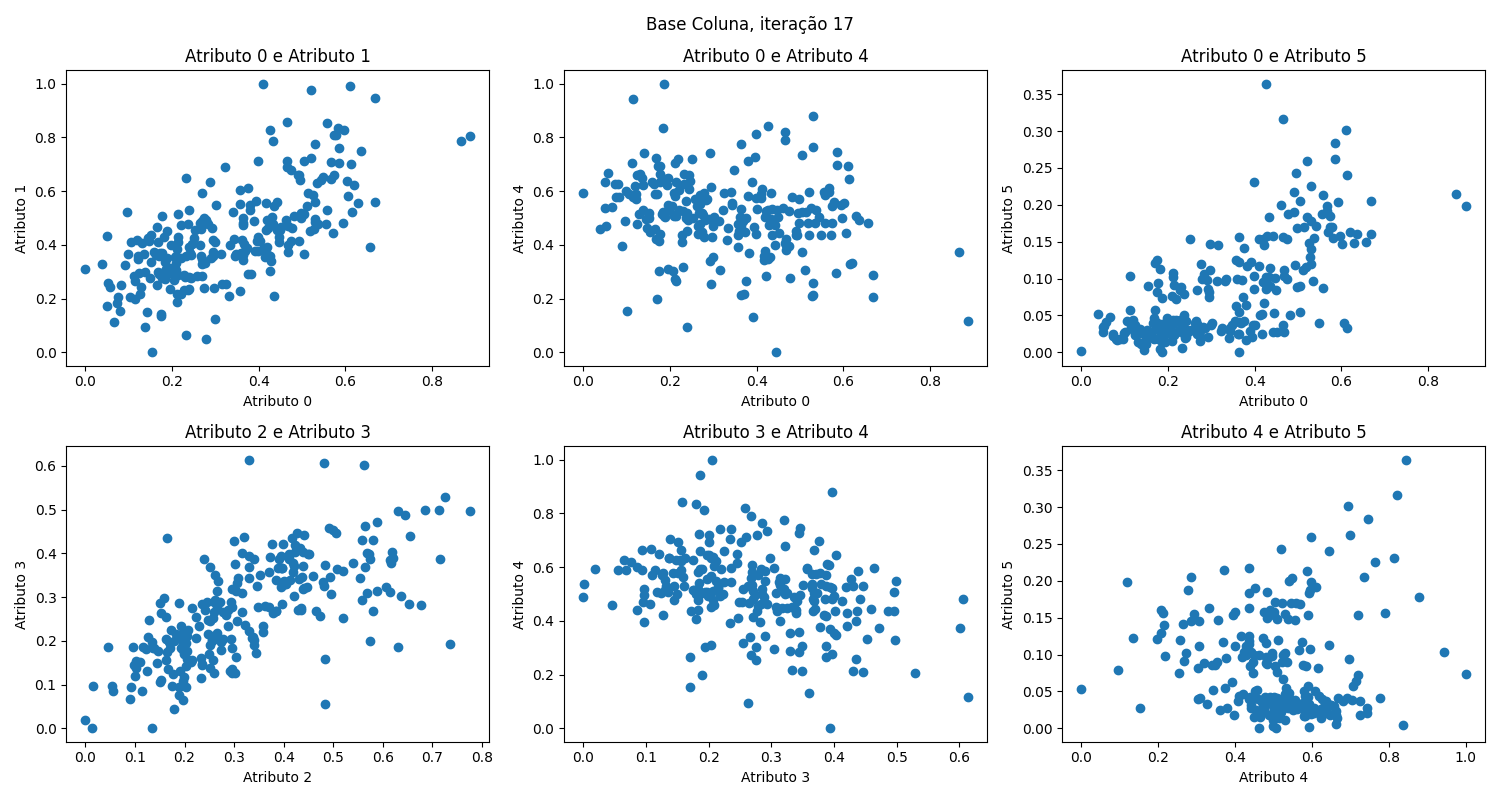 Base Coluna, iteração 17
Atributo 0 e Atributo 1
Atributo 1
1.0
0.8
0.6
0.4
0.2
0.0
0.0 0.2 0.4 0.6 0.8
Atributo 0
Atributo 0 e Atributo 4
Atributo 4
1.0
0.8
0.6
0.4
0.2
0.0
0.0 0.2 0.4 0.6 0.8
Atributo 0
Atributo 0 e Atributo 5
Atributo 5
0.35
0.30
0.25
0.20
0.15
0.10
0.05
0.00
0.0 0.2 0.4 0.6 0.8
Atributo 0
Atributo 2 e Atributo 3
Atributo 3
0.6
0.5
0.4
0.3
0.2
0.1
0.0
0.0 0.1 0.2 0.3 0.4 0.5 0.6 0.7 0.8
Atributo 2
Atributo 3 e Atributo 4
Atributo 4
1.0
0.8
0.6
0.4
0.2
0.0
0.0 0.1 0.2 0.3 0.4 0.5 0.6
Atributo 3
Atributo 4 e Atributo 5
Atributo 5
0.35
0.30
0.25
0.20
0.15
0.10
0.05
0.00
0.0 0.2 0.4 0.6 0.8 1.0
Atributo 4